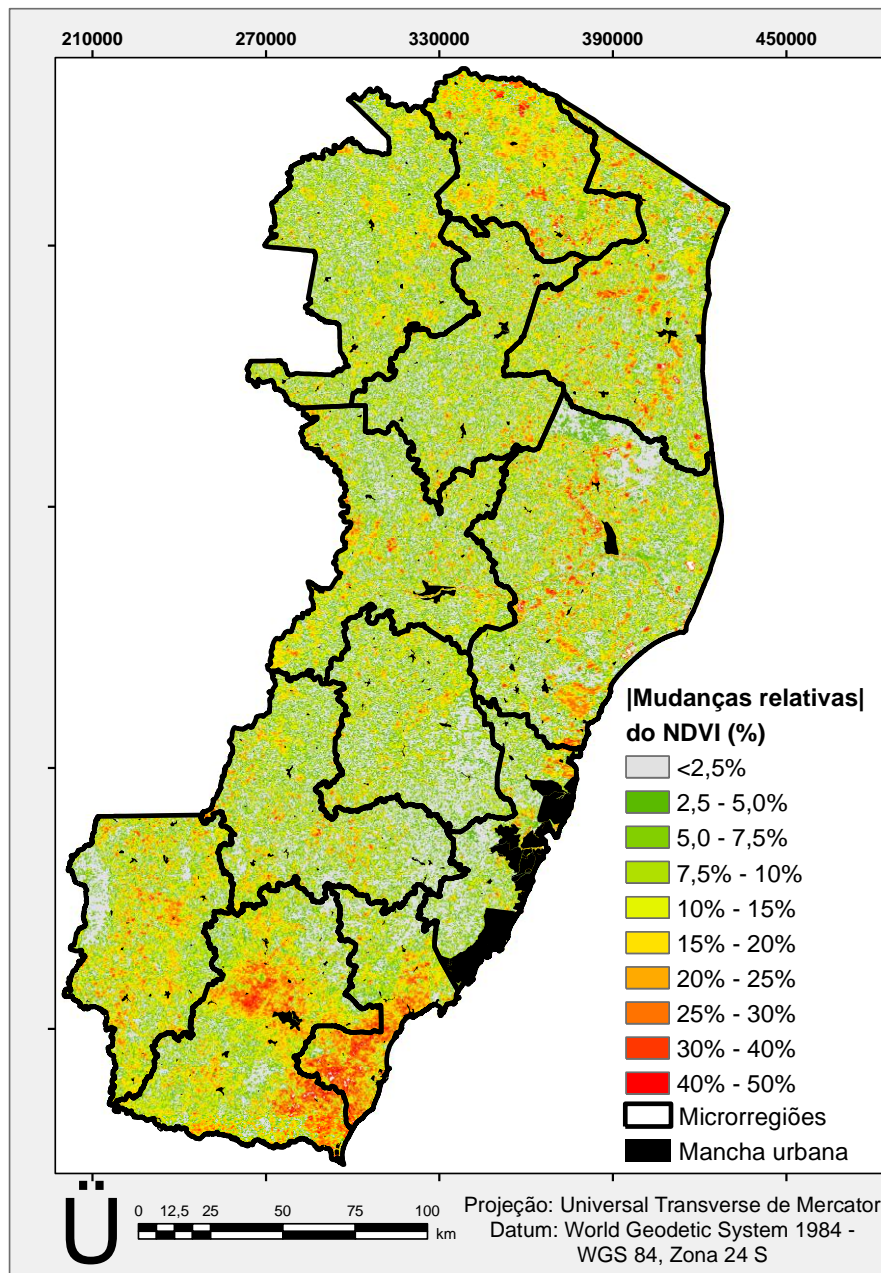 210000 270000 330000 390000 450000
|Mudanças relativas|
do NDVI (%)
<2,5%
2,5 - 5,0%
5,0 - 7,5%
7,5% - 10%
10% - 15%
15% - 20%
20% - 25%
25% - 30%
30% - 40%
40% - 50%
Microrregiões
Mancha urbana
Ü
0 12,5 25 50 75 100
km
Projeção: Universal Transverse de Mercator
Datum: World Geodetic System 1984 -
WGS 84, Zona 24 S